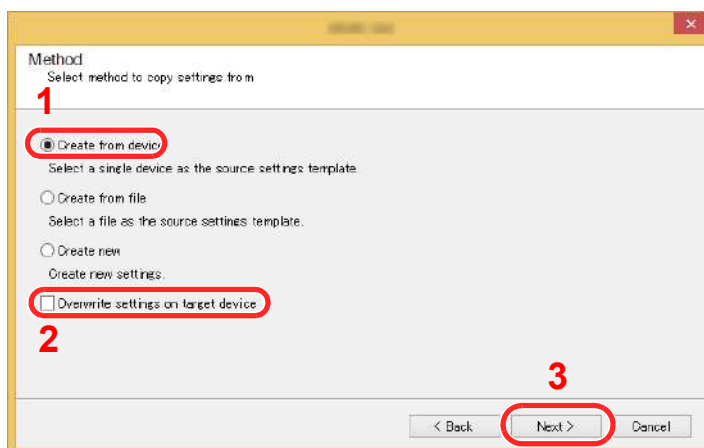 Method
Select method to copy settings from
1
Create from device
Select a single device as the source settings template.
Create from file
Select a file as the source settings template.
Create new
Create new settings.
Overwrite settings on target device
2
3
< Back Next > Cancel